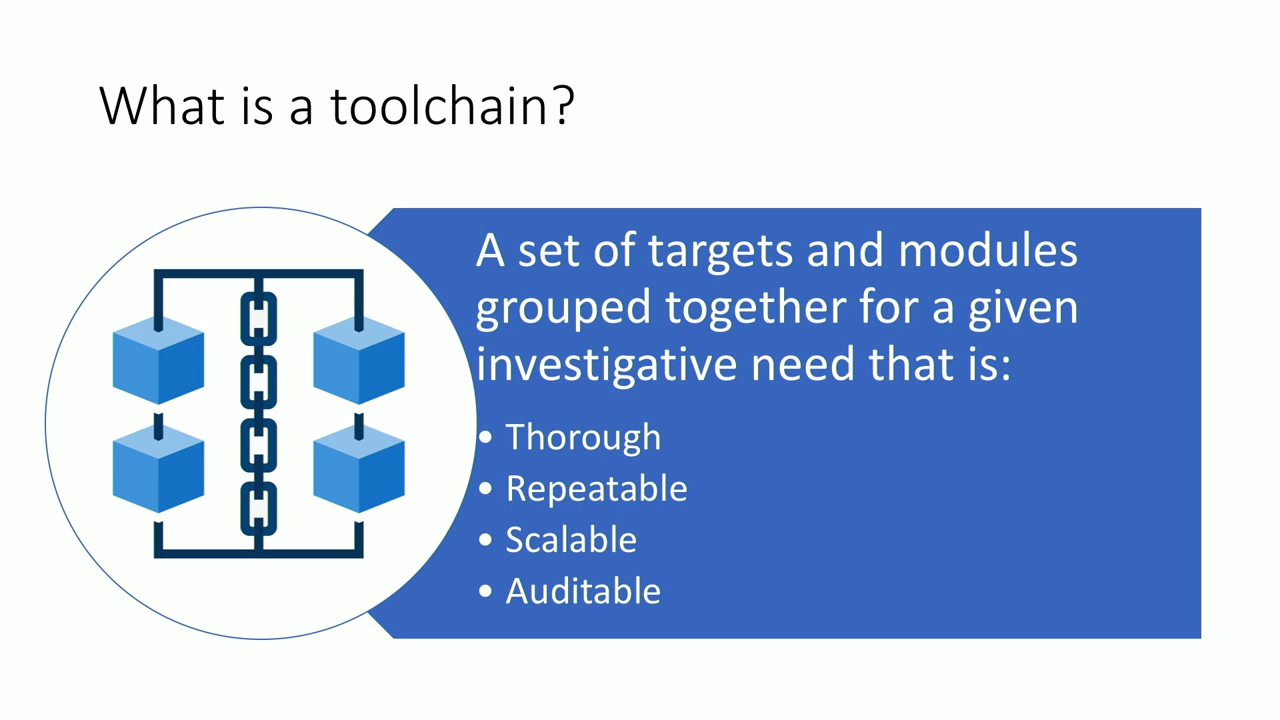 What is a toolchain?
A set of targets and modules
grouped together for a given
investigative need that is:
• Thorough
• Repeatable
• Scalable
• Auditable